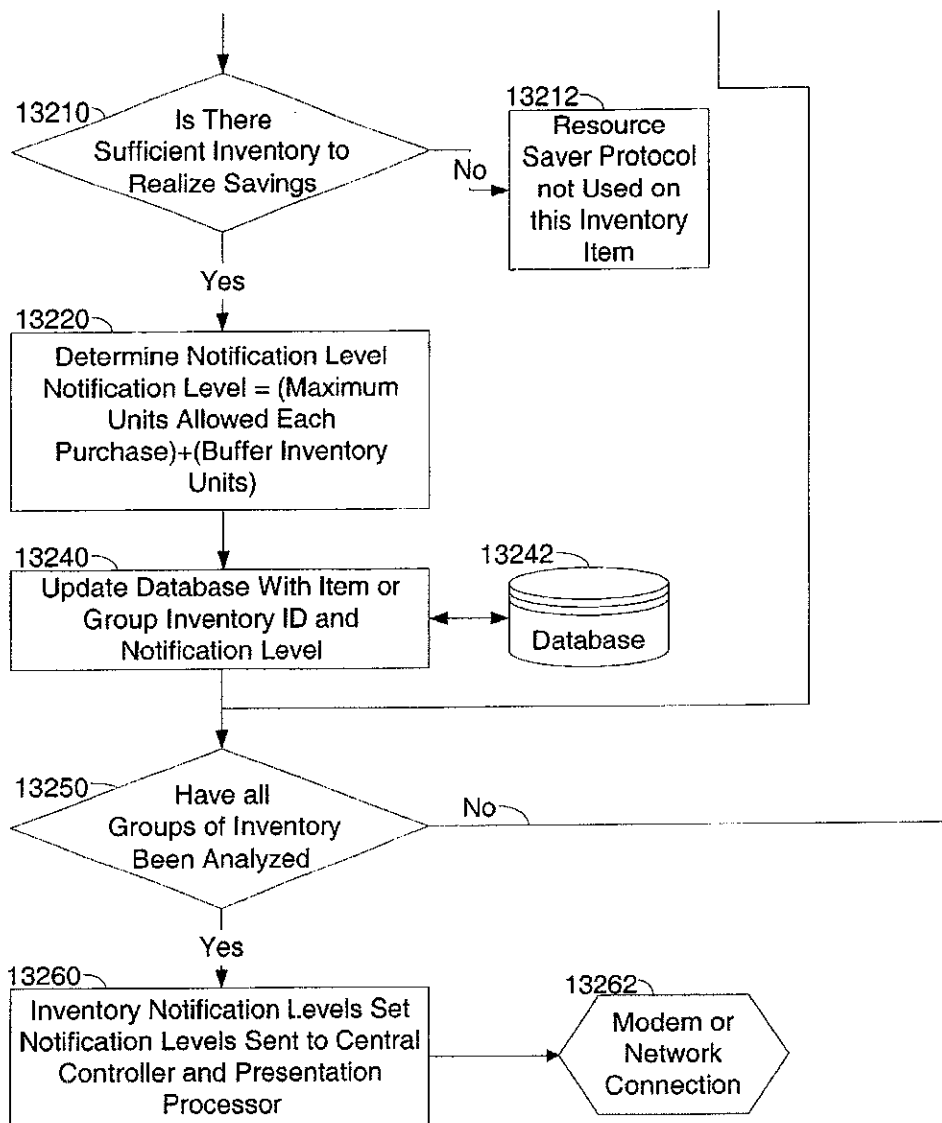 13210
Is There
Sufficient Inventory to
Realize Savings
No
13212
Resource
Saver Protocol
not Used on
this Inventory
Item
Yes
13220
Determine Notification Level
Notification Level = (Maximum
Units Allowed Each
Purchase)+(Buffer Inventory
Units)
13240
Update Database With Item or
Group Inventory ID and
Notification Level
13242
Database
13250
Have all
Groups of Inventory
Been Analyzed
No
Yes
13260
Inventory Notification Levels Set
Notification Levels Sent to Central
Controller and Presentation
Processor
13262
Modem or
Network
Connection